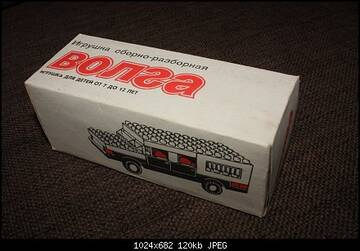 Игрушка сборно-разборная
волга
ИГРУШКА ДЛЯ ДЕТЕЙ ОТ 7 ДО 12 ЛЕТ
1024x682 120kb JPEG